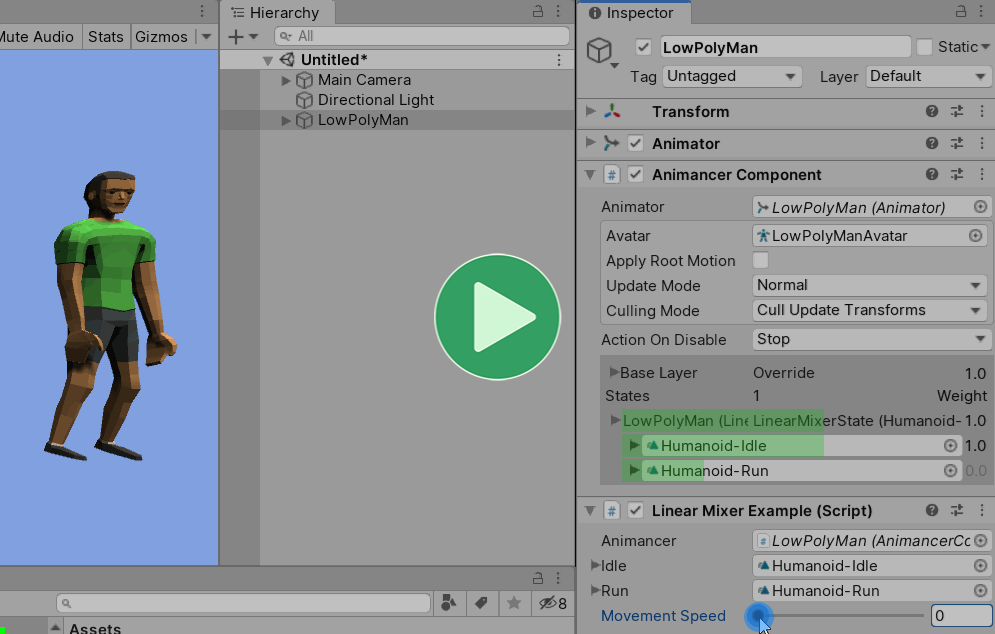 Mute Audio Stats Gizmos
Hierarchy
All
Untitled*
Main Camera
Directional Light
LowPolyMan
Assets
8
Inspector
LowPolyMan Static
Tag Untagged Layer Default
Transform
Animator
# Animancer Component
Animator LowPolyMan (Animator)
Avatar LowPolyManAvatar
Apply Root Motion
Update Mode Normal
Culling Mode Cull Update Transforms
Action On Disable Stop
Base Layer Override 1.0
States 1 Weight
LowPolyMan (Line LinearMixerState (Humanoid- 1.0
Humanoid-Idle 1.0
Humanoid-Run 0.0
# Linear Mixer Example (Script)
Animancer # LowPolyMan (AnimancerCc
Idle Humanoid-Idle
Run Humanoid-Run
Movement Speed 0